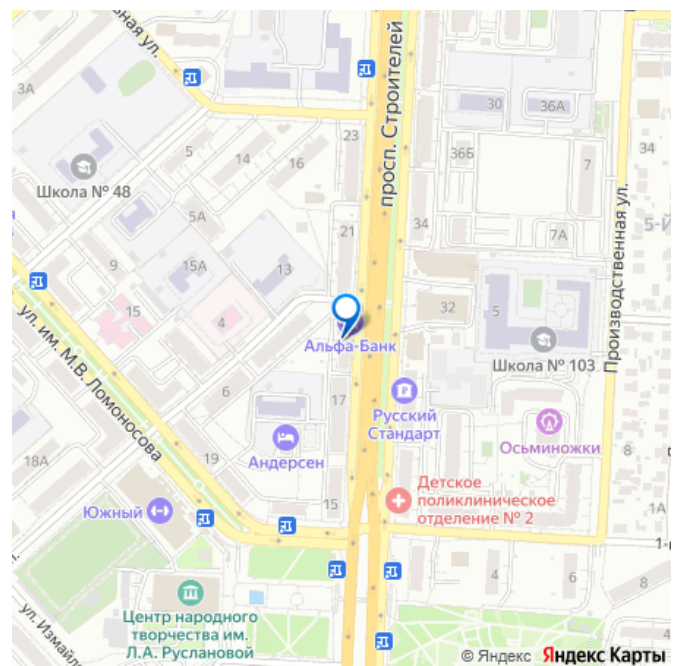 льная ул.
3А
просп. Строителей
23
30
36А
5
14
16
36Б
7
34
Школа № 48
Производственная ул.
5А
34
21
7А
5-Й
9
15А
13
15
4
32
5
ул. им. М.В. Ломоносова
Альфа-Банк
Школа № 103
6
17
Русский
Стандарт
Осьминожки
Андерсен
8
19
18А
15
Детское
поликлиническое
отделение № 2
1А
Южный
1-
4
6
8
4
Центр народного
творчества им.
Л.А. Руслановой
ул. Измайл
© Яндекс Яндекс Карты